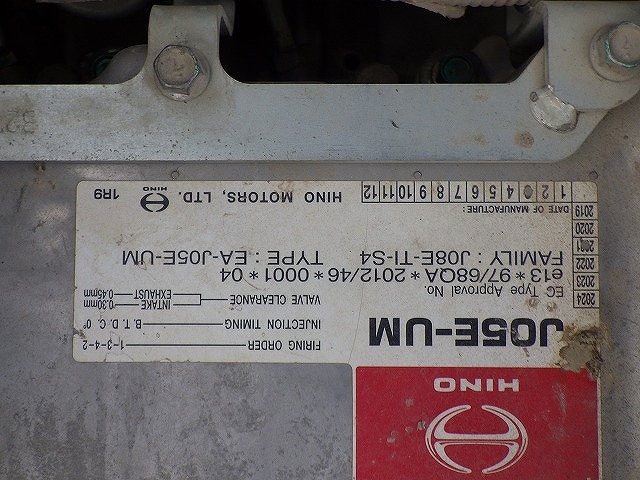 HINO
J05E-UM
FIRING ORDER 1-3-4-2
INJECTION TIMING B. T. D. C. 0°
VALVE CLEARANCE
INTAKE 0.30mm
EXHAUST 0.45mm
EG Type Approval No.
e13*97/68QA*2012/46*0001*04
FAMILY : J08E-TI-S4 TYPE : EA-J05E-UM
2024
2023
2022
2020
2019
DATE OF MANUFACTURE :
1 2 4 5 6 7 8 9 10 11 12
HINO MOTORS, LTD.
HINO
1R9